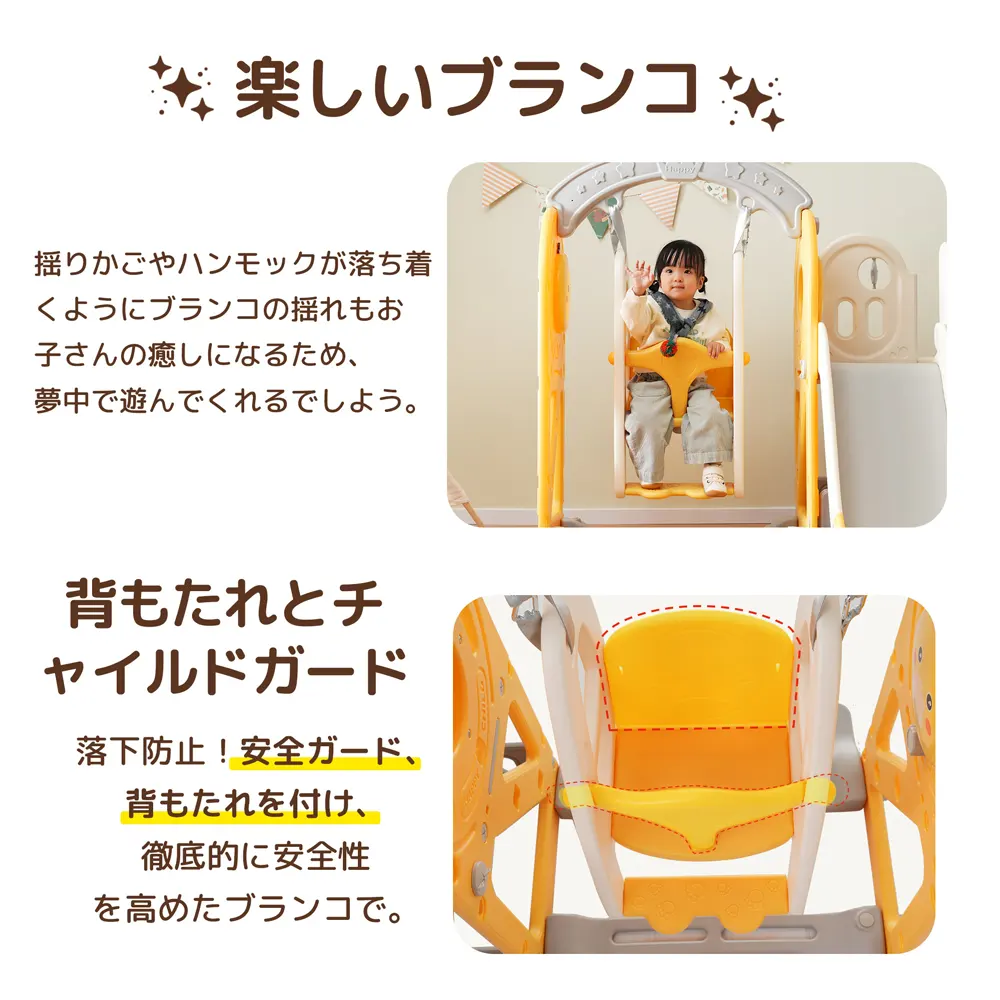 楽しいブランコ
Happy
揺りかごやハンモックが落ち着
くようにブランコの揺れもお
子さんの癒しになるため、
夢中で遊んでくれるでしょう。
背もたれとチ
ャイルドガード
落下防止！安全ガード、
背もたれを付け、
徹底的に安全性
を高めたブランコで。